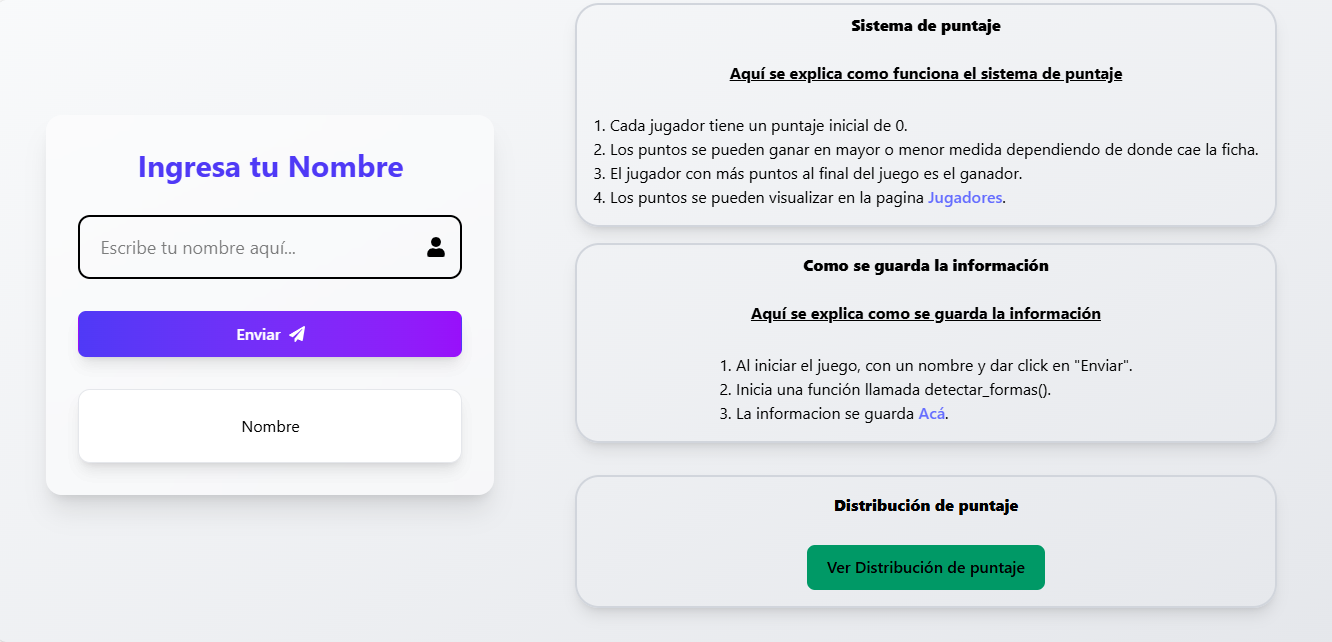 Ingresa tu Nombre
Escribe tu nombre aquí...
Enviar
Nombre
Sistema de puntaje
Aquí se explica como funciona el sistema de puntaje
1. Cada jugador tiene un puntaje inicial de 0.
2. Los puntos se pueden ganar en mayor o menor medida dependiendo de donde cae la ficha.
3. El jugador con más puntos al final del juego es el ganador.
4. Los puntos se pueden visualizar en la pagina Jugadores.
Como se guarda la información
Aquí se explica como se guarda la información
1. Al iniciar el juego, con un nombre y dar click en "Enviar".
2. Inicia una función llamada detectar_formas().
3. La informacion se guarda Acá.
Distribución de puntaje
Ver Distribución de puntaje